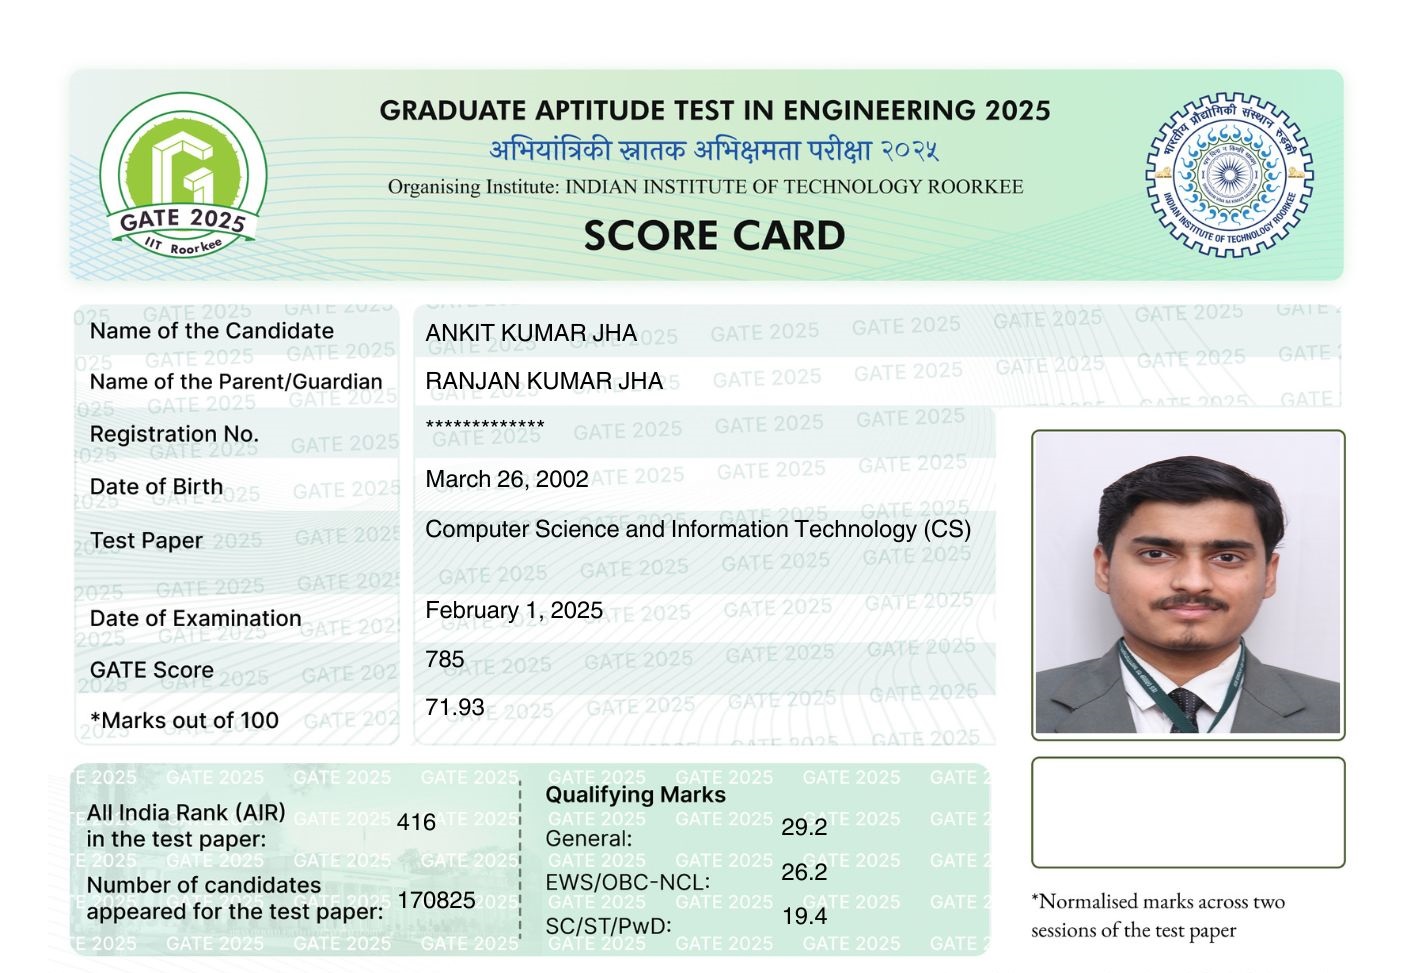 GRADUATE APTITUDE TEST IN ENGINEERING 2025
अभियांत्रिकी स्नातक अभिक्षमता परीक्षा २०२५
Organising Institute: INDIAN INSTITUTE OF TECHNOLOGY ROORKEE
SCORE CARD
GATE 2025
IIT Roorkee
भारतीय प्रौद्योगिकी संस्थान रुड़की
INDIAN INSTITUTE OF TECHNOLOGY ROORKEE
Name of the Candidate ANKIT KUMAR JHA
Name of the Parent/Guardian RANJAN KUMAR JHA
Registration No. *************
Date of Birth March 26, 2002
Test Paper Computer Science and Information Technology (CS)
Date of Examination February 1, 2025
GATE Score 785
*Marks out of 100 71.93
All India Rank (AIR)
in the test paper: 416
Number of candidates
appeared for the test paper: 170825
Qualifying Marks
General: 29.2
EWS/OBC-NCL: 26.2
SC/ST/PwD: 19.4
*Normalised marks across two
sessions of the test paper